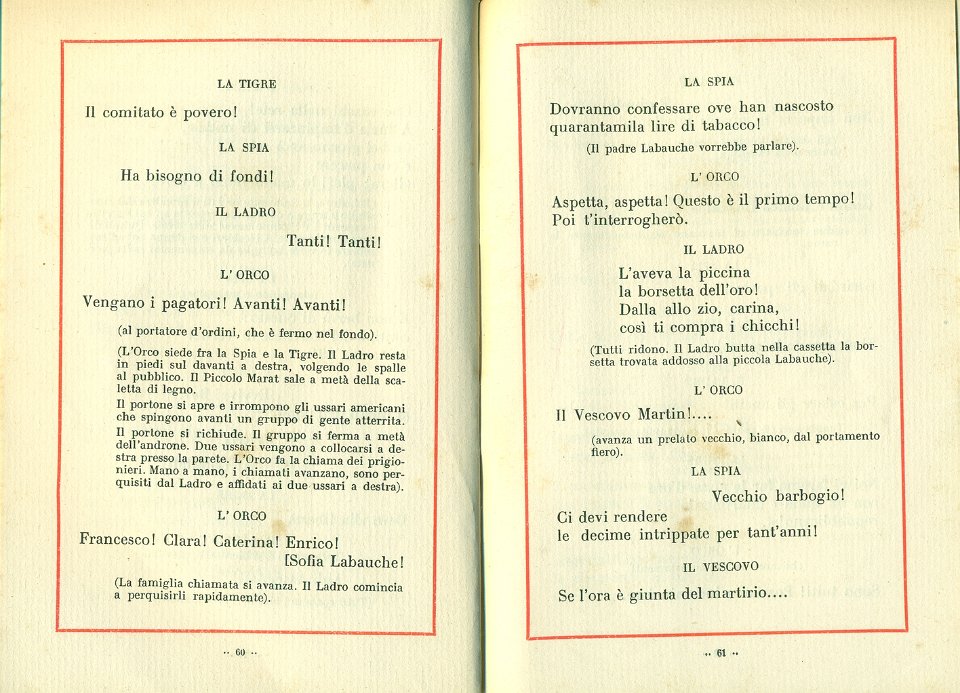 LA TIGRE
Il comitato è povero!
LA SPIA
Ha bisogno di fondi!
IL LADRO
Tanti! Tanti!
L' ORCO
Vengano i pagatori! Avanti! Avanti!
(al portatore d'ordini, che è fermo nel fondo).
(L'Orco siede fra la Spia e la Tigre. Il Ladro resta
in piedi sul davanti a destra, volgendo le spalle
al pubblico. Il Piccolo Marat sale a metà della sca-
letta di legno.
Il portone si apre e irrompono gli ussari americani
che spingono avanti un gruppo di gente atterrita.
Il portone si richiude. Il gruppo si ferma a metà
dell'androne. Due ussari vengono a collocarsi a de-
stra presso la parete. L'Orco fa la chiama dei prigio-
nieri. Mano a mano, i chiamati avanzano, sono per-
quisiti dal Ladro e affidati ai due ussari a destra).
L' ORCO
Francesco! Clara! Caterina! Enrico!
[Sofia Labauche!
(La famiglia chiamata si avanza. Il Ladro comincia
a perquisirli rapidamente).
-- 60 --
LA SPIA
Dovranno confessare ove han nascosto
quarantamila lire di tabacco!
(Il padre Labauche vorrebbe parlare).
L' ORCO
Aspetta, aspetta! Questo è il primo tempo!
Poi t'interrogherò.
IL LADRO
L'aveva la piccina
la borsetta dell'oro!
Dalla allo zio, carina,
così ti compra i chicchi!
(Tutti ridono. Il Ladro butta nella cassetta la bor-
setta trovata addosso alla piccola Labauche).
L' ORCO
Il Vescovo Martin!....
(avanza un prelato vecchio, bianco, dal portamento
fiero).
LA SPIA
Vecchio barbogio!
Ci devi rendere
le decime intrippate per tant'anni!
IL VESCOVO
Se l'ora è giunta del martirio....
-- 61 --